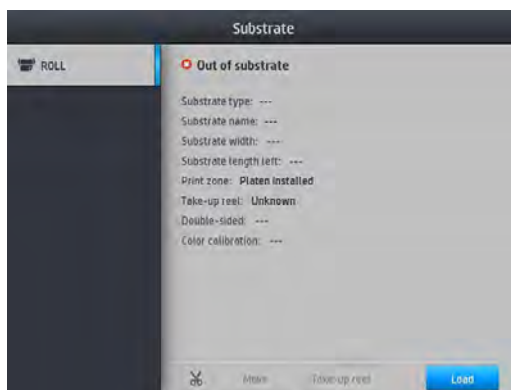 Substrate
ROLL
Out of substrate
Substrate type: ---
Substrate name: ---
Substrate width: ---
Substrate length left: ---
Print zone: Platen installed
Take-up reel: Unknown
Double-sided: ---
Color calibration: ---
Move Take-up reel Load